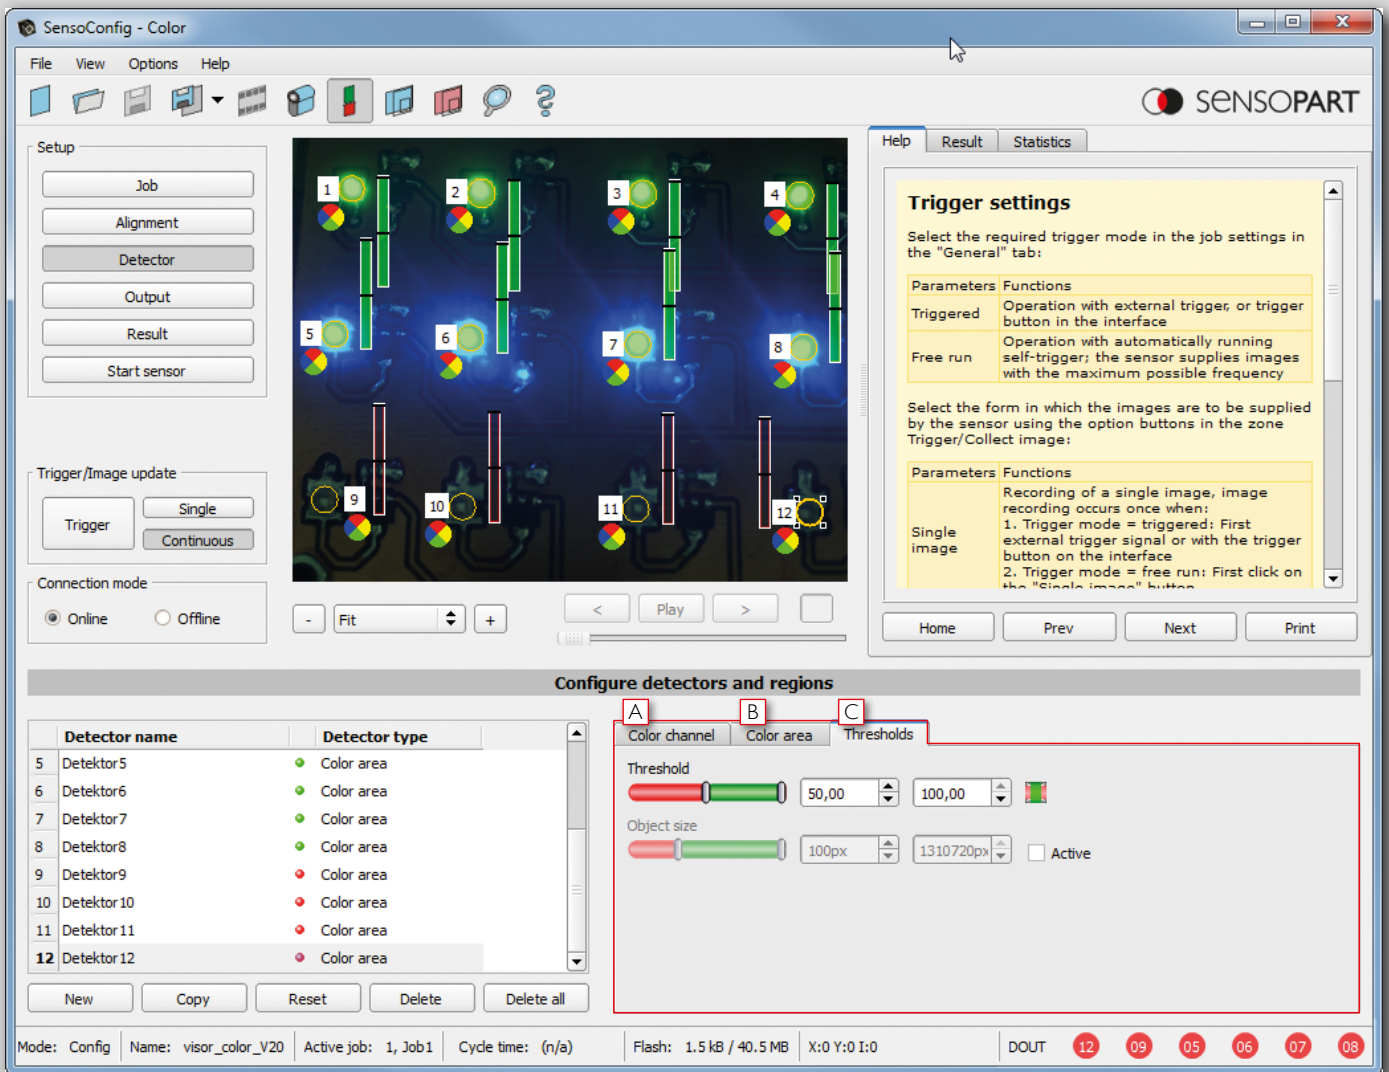 SensoConfig - Color
File View Options Help
SENSOPART
Setup
Job
Alignment
Detector
Output
Result
Start sensor
Trigger/Image update
Trigger
Single
Continuous
Connection mode
Online Offline
1 2 3 4
5 6 7 8
9 10 11 12
- Fit +
< Play >
Help Result Statistics
Trigger settings
Select the required trigger mode in the job settings in
the "General" tab:
Parameters Functions
Triggered Operation with external trigger, or trigger
button in the interface
Free run Operation with automatically running
self-trigger; the sensor supplies images
with the maximum possible frequency
Select the form in which the images are to be supplied
by the sensor using the option buttons in the zone
Trigger/Collect image:
Parameters Functions
Single
image
Recording of a single image, image
recording occurs once when:
1. Trigger mode = triggered: First
external trigger signal or with the trigger
button on the interface
2. Trigger mode = free run: First click on
the "Single image" button
Home Prev Next Print
Configure detectors and regions
Detector name Detector type
5 Detektor5 Color area
6 Detektor6 Color area
7 Detektor7 Color area
8 Detektor8 Color area
9 Detektor9 Color area
10 Detektor10 Color area
11 Detektor11 Color area
12 Detektor12 Color area
New Copy Reset Delete Delete all
A B C
Color channel Color area Thresholds
Threshold
50,00 100,00
Object size
100px 1310720px Active
Mode: Config Name: visor_color_V20 Active job: 1, Job1 Cycle time: (n/a) Flash: 1.5 kB / 40.5 MB X:0 Y:0 I:0 DOUT 12 09 05 06 07 08